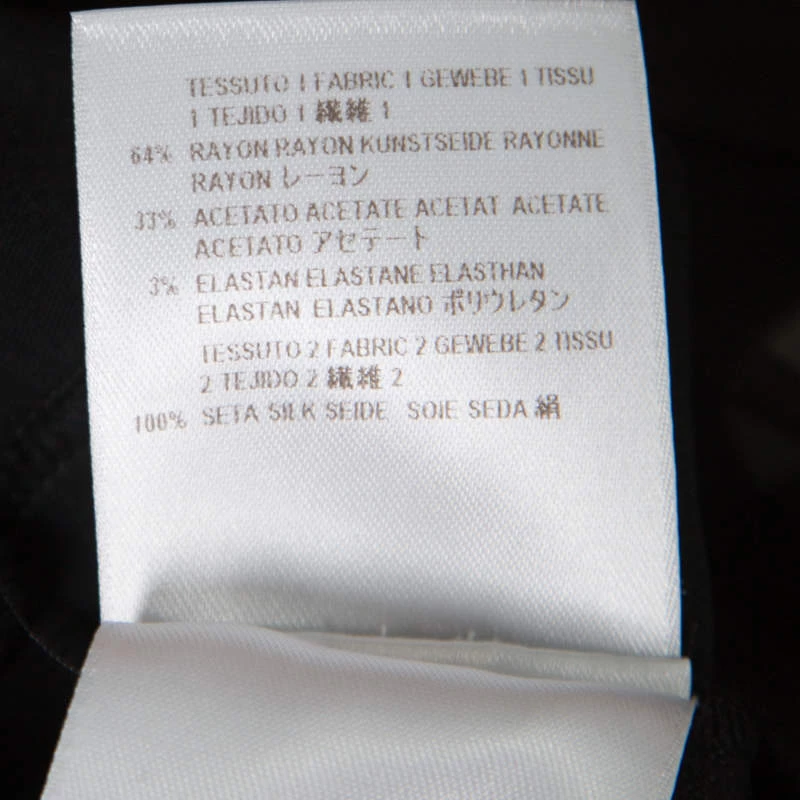 TESSUTO 1 FABRIC 1 GEWEBE 1 TISSU
1 TEJIDO 1 繊維 1
64% RAYON RAYON KUNSTSEIDE RAYONNE
RAYON レーヨン
33% ACETATO ACETATE ACETAT ACETATE
ACETATO アセテート
3% ELASTAN ELASTANE ELASTHAN
ELASTAN ELASTANO ポリウレタン
TESSUTO 2 FABRIC 2 GEWEBE 2 TISSU
2 TEJIDO 2 繊維 2
100% SETA SILK SEIDE SOIE SEDA 絹